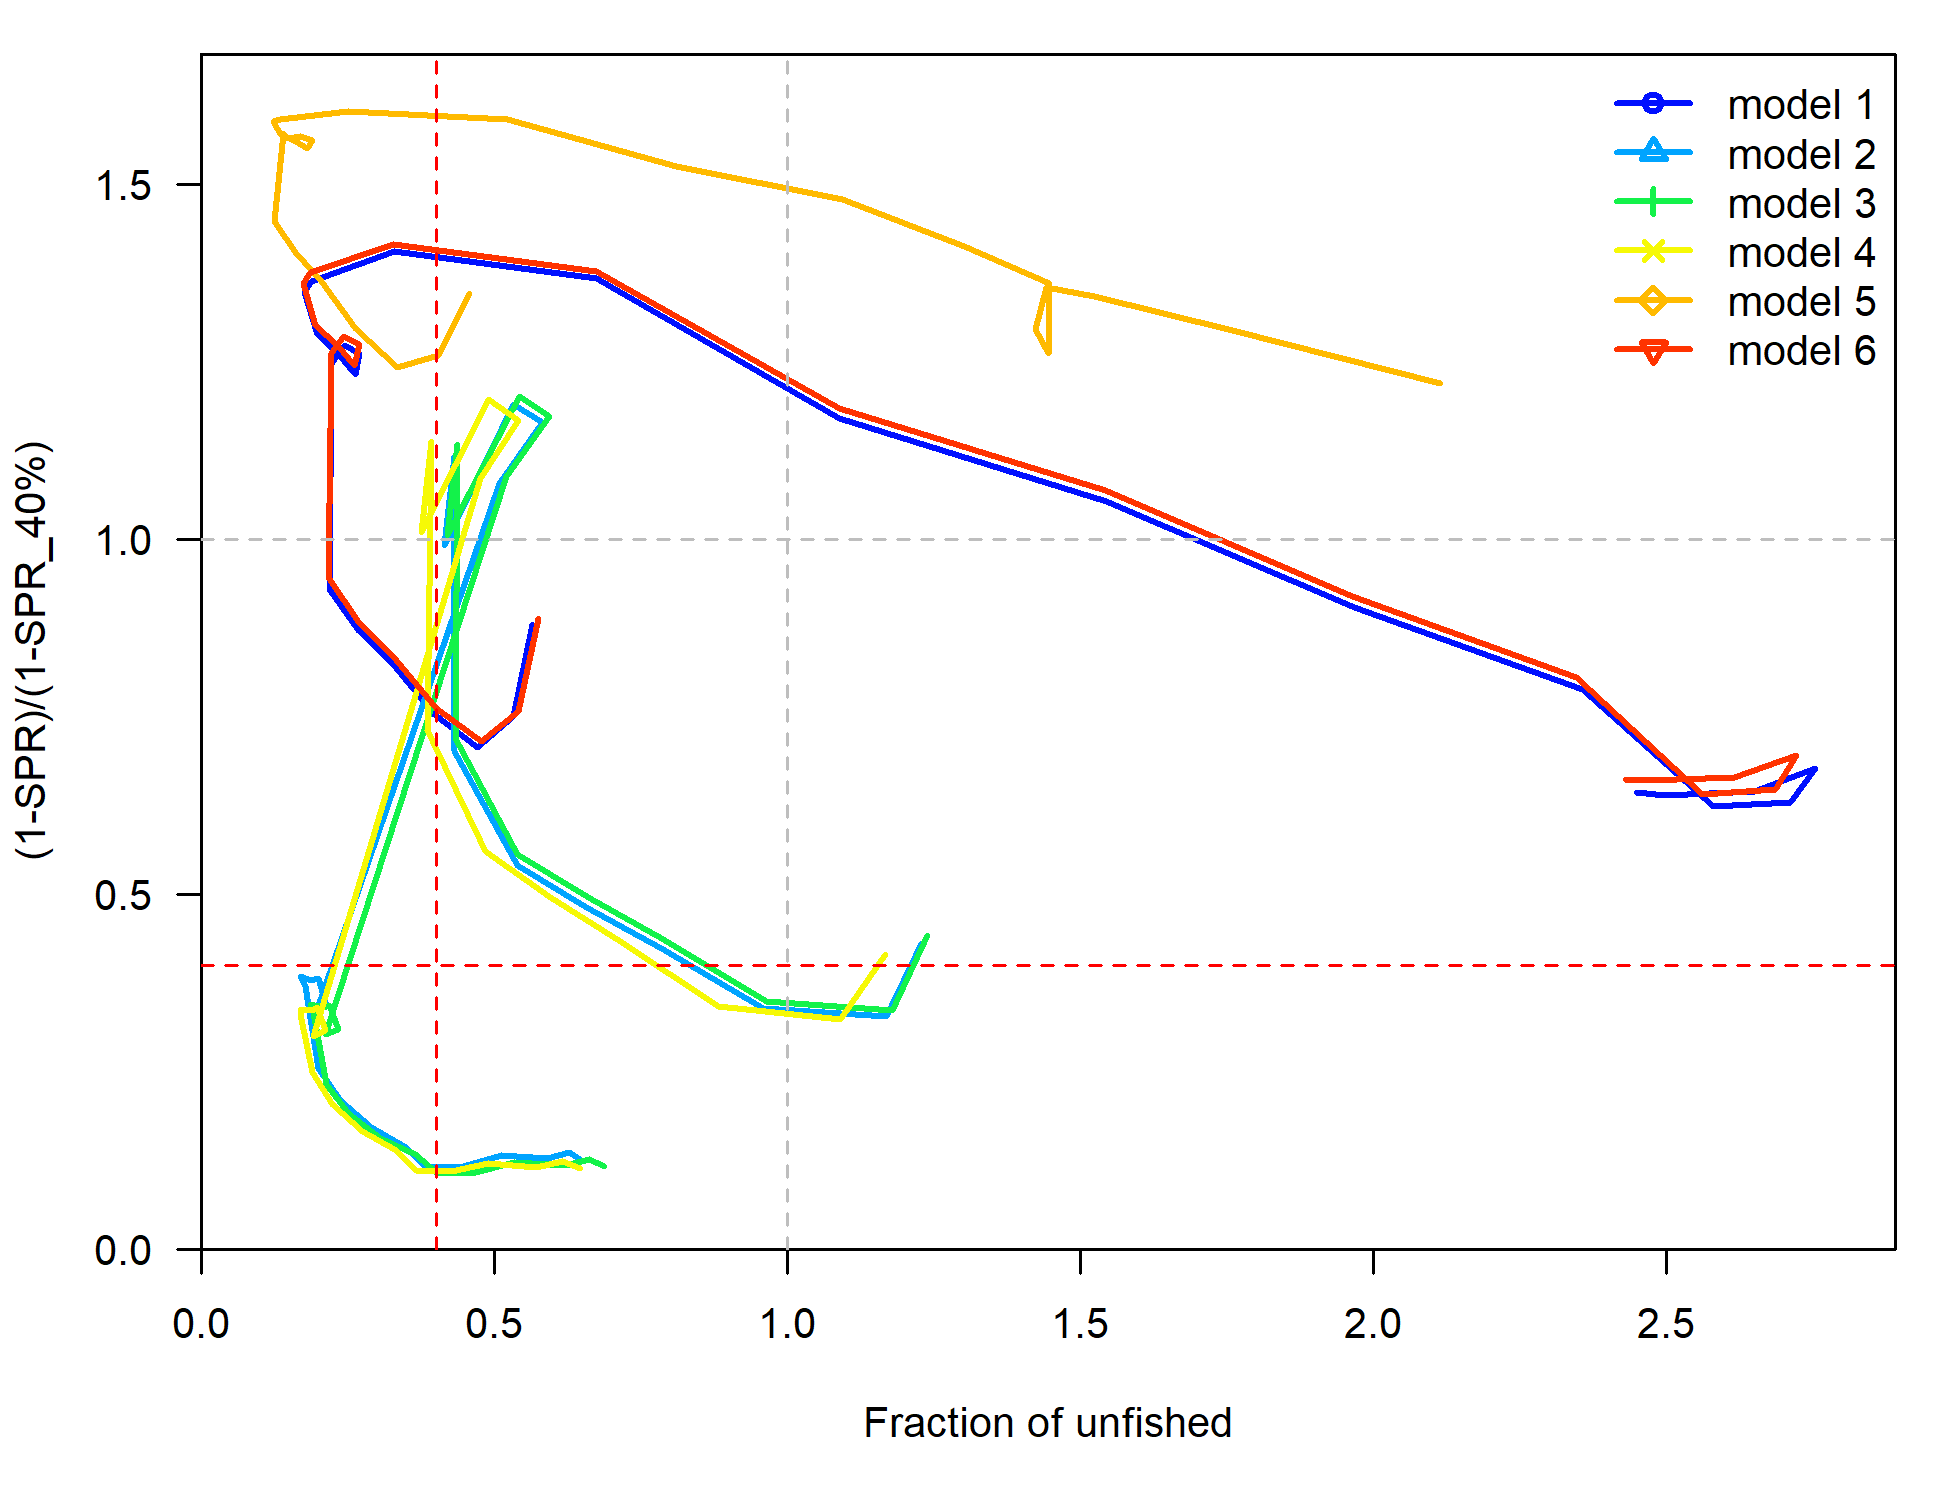 model 1
model 2
model 3
model 4
model 5
model 6
(1-SPR)/(1-SPR_40%)
1.5
1.0
0.5
0.0
0.0 0.5 1.0 1.5 2.0 2.5
Fraction of unfished